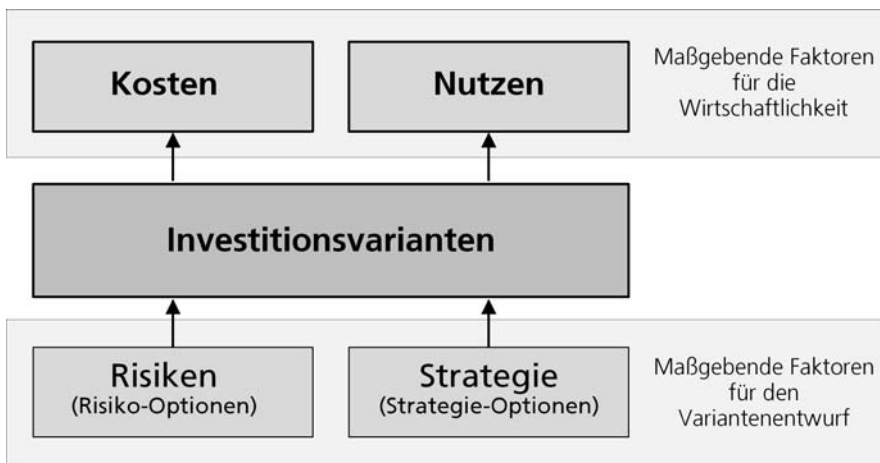 Kosten
Nutzen
Maßgebende Faktoren
für die
Wirtschaftlichkeit
Investitionsvarianten
Risiken
(Risiko-Optionen)
Strategie
(Strategie-Optionen)
Maßgebende Faktoren
für den
Variantenentwurf